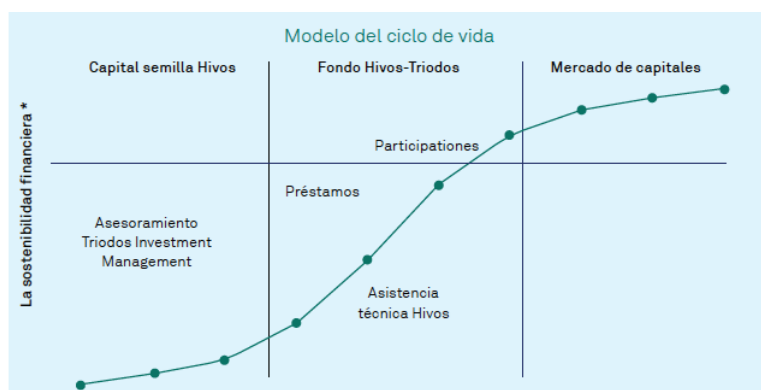 Modelo del ciclo de vida
Capital semilla Hivos
Fondo Hivos-Triodos
Mercado de capitales
La sostenibilidad financiera *
Participationes
Préstamos
Asesoramiento
Triodos Investment
Management
Asistencia
técnica Hivos